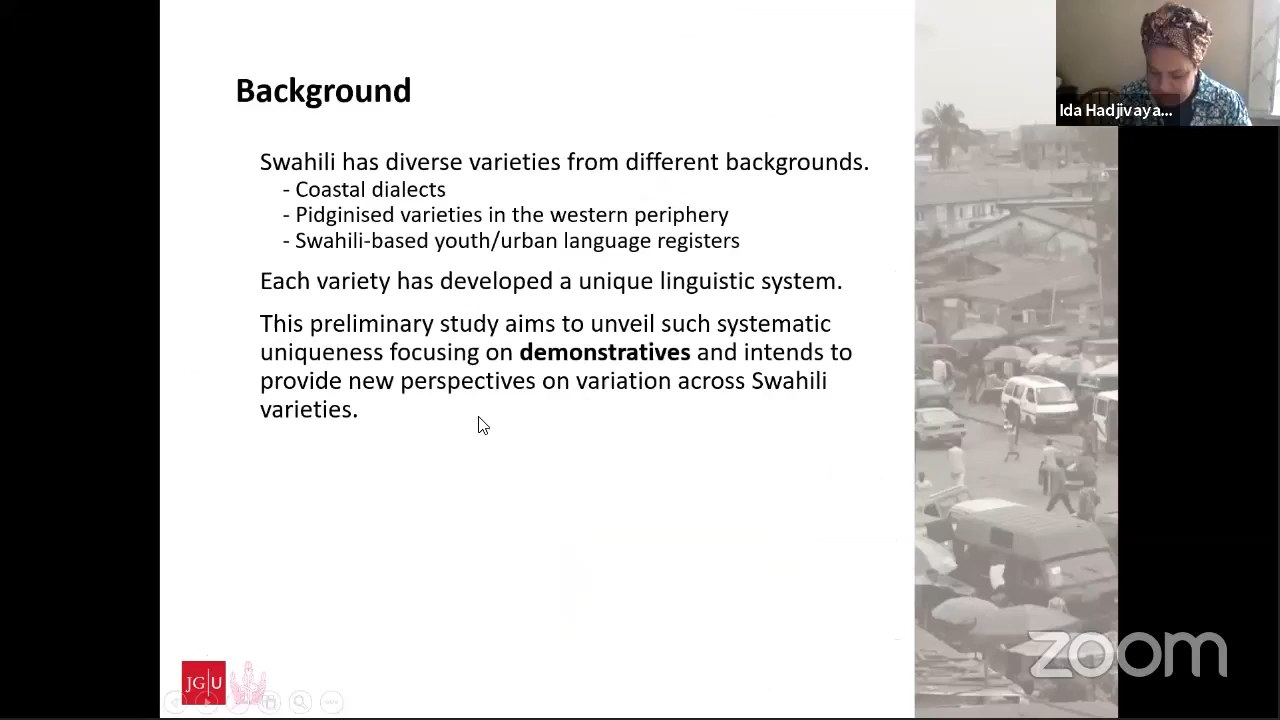 Background
Ida Hadjivaya...
Swahili has diverse varieties from different backgrounds.
- Coastal dialects
- Pidginised varieties in the western periphery
- Swahili-based youth/urban language registers
Each variety has developed a unique linguistic system.
This preliminary study aims to unveil such systematic
uniqueness focusing on demonstratives and intends to
provide new perspectives on variation across Swahili
varieties.
JG|U
zoom